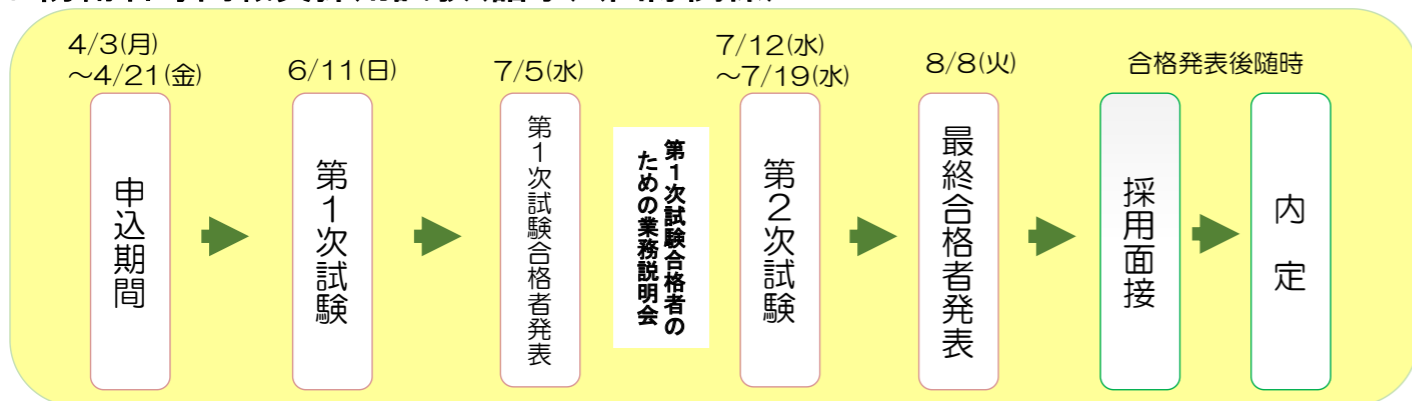 4/3(月)
～4/21(金)
申込期間
6/11(日)
第1次試験
7/5(水)
第1次試験合格者発表
第1次試験合格者の
ための業務説明会
7/12(水)
～7/19(水)
第2次試験
8/8(火)
最終合格者発表
合格発表後随時
採用面接
内定